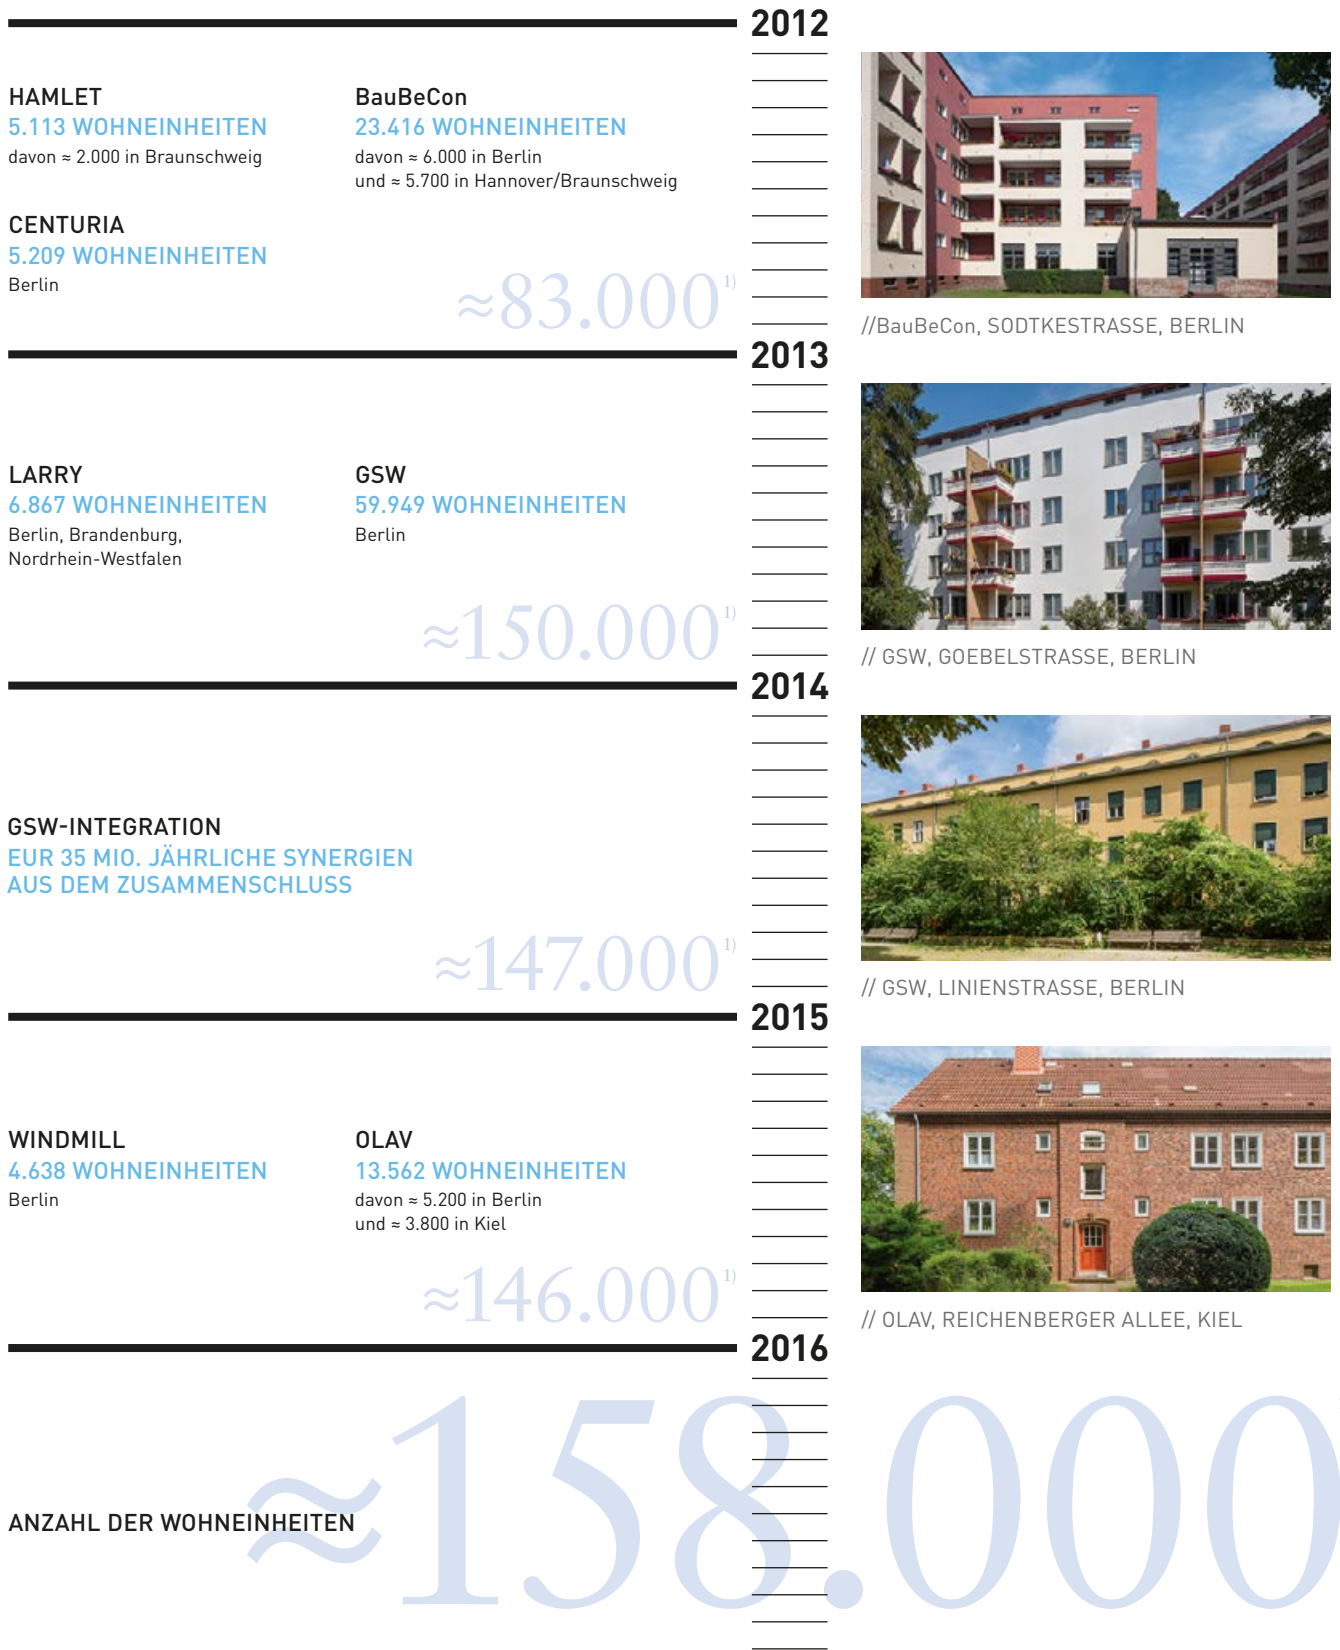 2012
HAMLET
5.113 WOHNEINHEITEN
davon ≈ 2.000 in Braunschweig
BauBeCon
23.416 WOHNEINHEITEN
davon ≈ 6.000 in Berlin
und ≈ 5.700 in Hannover/Braunschweig
CENTURIA
5.209 WOHNEINHEITEN
Berlin
≈83.000 1)
//BauBeCon, SODTKESTRASSE, BERLIN
2013
LARRY
6.867 WOHNEINHEITEN
Berlin, Brandenburg,
Nordrhein-Westfalen
GSW
59.949 WOHNEINHEITEN
Berlin
≈150.000 1)
// GSW, GOEBELSTRASSE, BERLIN
2014
GSW-INTEGRATION
EUR 35 MIO. JÄHRLICHE SYNERGIEN
AUS DEM ZUSAMMENSCHLUSS
≈147.000 1)
// GSW, LINIENSTRASSE, BERLIN
2015
WINDMILL
4.638 WOHNEINHEITEN
Berlin
OLAV
13.562 WOHNEINHEITEN
davon ≈ 5.200 in Berlin
und ≈ 3.800 in Kiel
≈146.000 1)
// OLAV, REICHENBERGER ALLEE, KIEL
2016
≈158.000
ANZAHL DER WOHNEINHEITEN